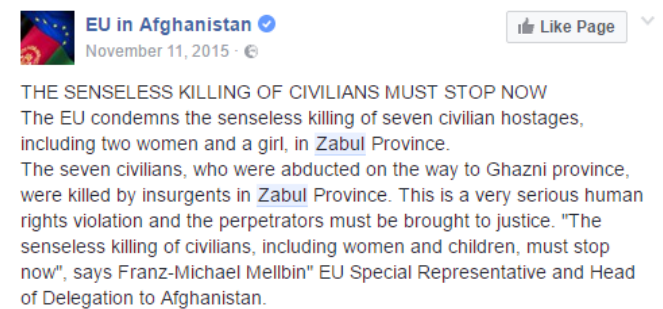 EU in Afghanistan
Like Page
November 11, 2015 ·
THE SENSELESS KILLING OF CIVILIANS MUST STOP NOW
The EU condemns the senseless killing of seven civilian hostages,
including two women and a girl, in Zabul Province.
The seven civilians, who were abducted on the way to Ghazni province,
were killed by insurgents in Zabul Province. This is a very serious human
rights violation and the perpetrators must be brought to justice. "The
senseless killing of civilians, including women and children, must stop
now", says Franz-Michael Mellbin" EU Special Representative and Head
of Delegation to Afghanistan.